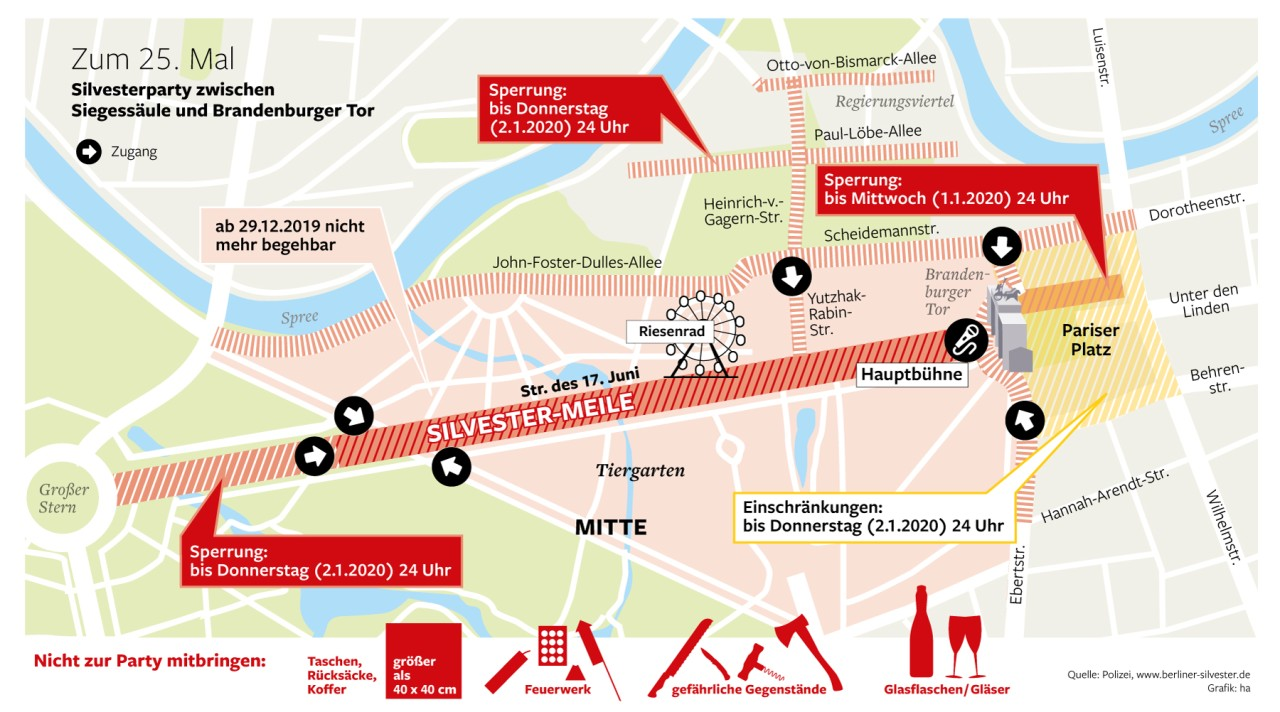 Zum 25. Mal
Silvesterparty zwischen
Siegessäule und Brandenburger Tor
Zugang
Sperrung:
bis Donnerstag
(2.1.2020) 24 Uhr
Otto-von-Bismarck-Allee
Regierungsviertel
Paul-Löbe-Allee
Luisenstr.
Spree
Sperrung:
bis Mittwoch (1.1.2020) 24 Uhr
Heinrich-v.-
Gagern-Str.
Scheidemannstr.
Dorotheenstr.
ab 29.12.2019 nicht
mehr begehbar
John-Foster-Dulles-Allee
Spree
Branden-
burger
Tor
Yutzhak-
Rabin-
Str.
Unter den
Linden
Riesenrad
Pariser
Platz
Hauptbühne
Behren-
str.
Str. des 17. Juni
SILVESTER-MEILE
Tiergarten
MITTE
Großer
Stern
Einschränkungen:
bis Donnerstag (2.1.2020) 24 Uhr
Hannah-Arendt-Str.
Wilhelmstr.
Ebertstr.
Sperrung:
bis Donnerstag (2.1.2020) 24 Uhr
Nicht zur Party mitbringen:
Taschen,
Rücksäcke,
Koffer
größer
als
40 x 40 cm
Feuerwerk
gefährliche Gegenstände
Glasflaschen/Gläser
Quelle: Polizei, www.berliner-silvester.de
Grafik: ha